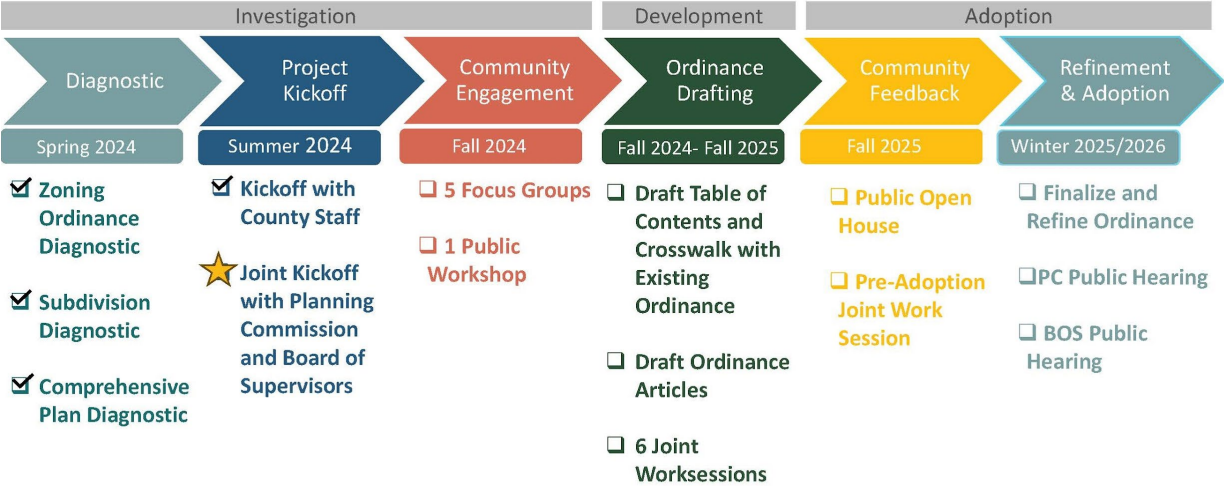 Investigation
Development
Adoption
Diagnostic
Project
Kickoff
Community
Engagement
Ordinance
Drafting
Community
Feedback
Refinement
& Adoption
Spring 2024
Summer 2024
Fall 2024
Fall 2024- Fall 2025
Fall 2025
Winter 2025/2026
Zoning
Ordinance
Diagnostic
Subdivision
Diagnostic
Comprehensive
Plan Diagnostic
Kickoff with
County Staff
Joint Kickoff
with Planning
Commission
and Board of
Supervisors
5 Focus Groups
1 Public
Workshop
Draft Table of
Contents and
Crosswalk with
Existing
Ordinance
Draft Ordinance
Articles
6 Joint
Worksessions
Public Open
House
Pre-Adoption
Joint Work
Session
Finalize and
Refine Ordinance
PC Public Hearing
BOS Public
Hearing